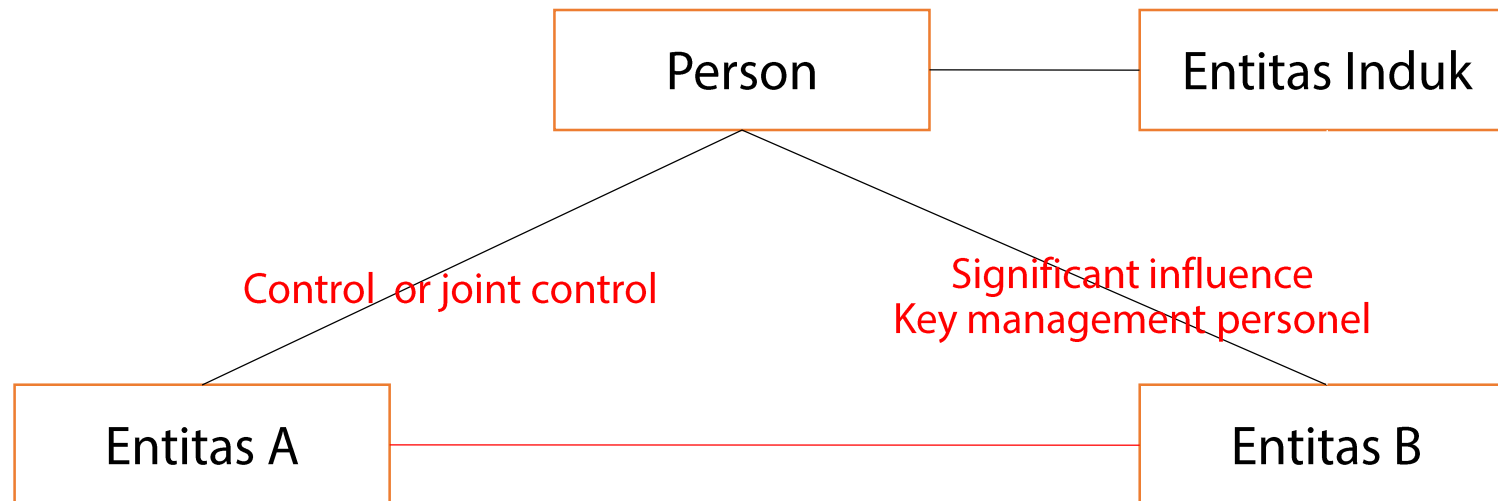 Person
Entitas Induk
Control or joint control
Significant influence
Key management personel
Entitas A
Entitas B